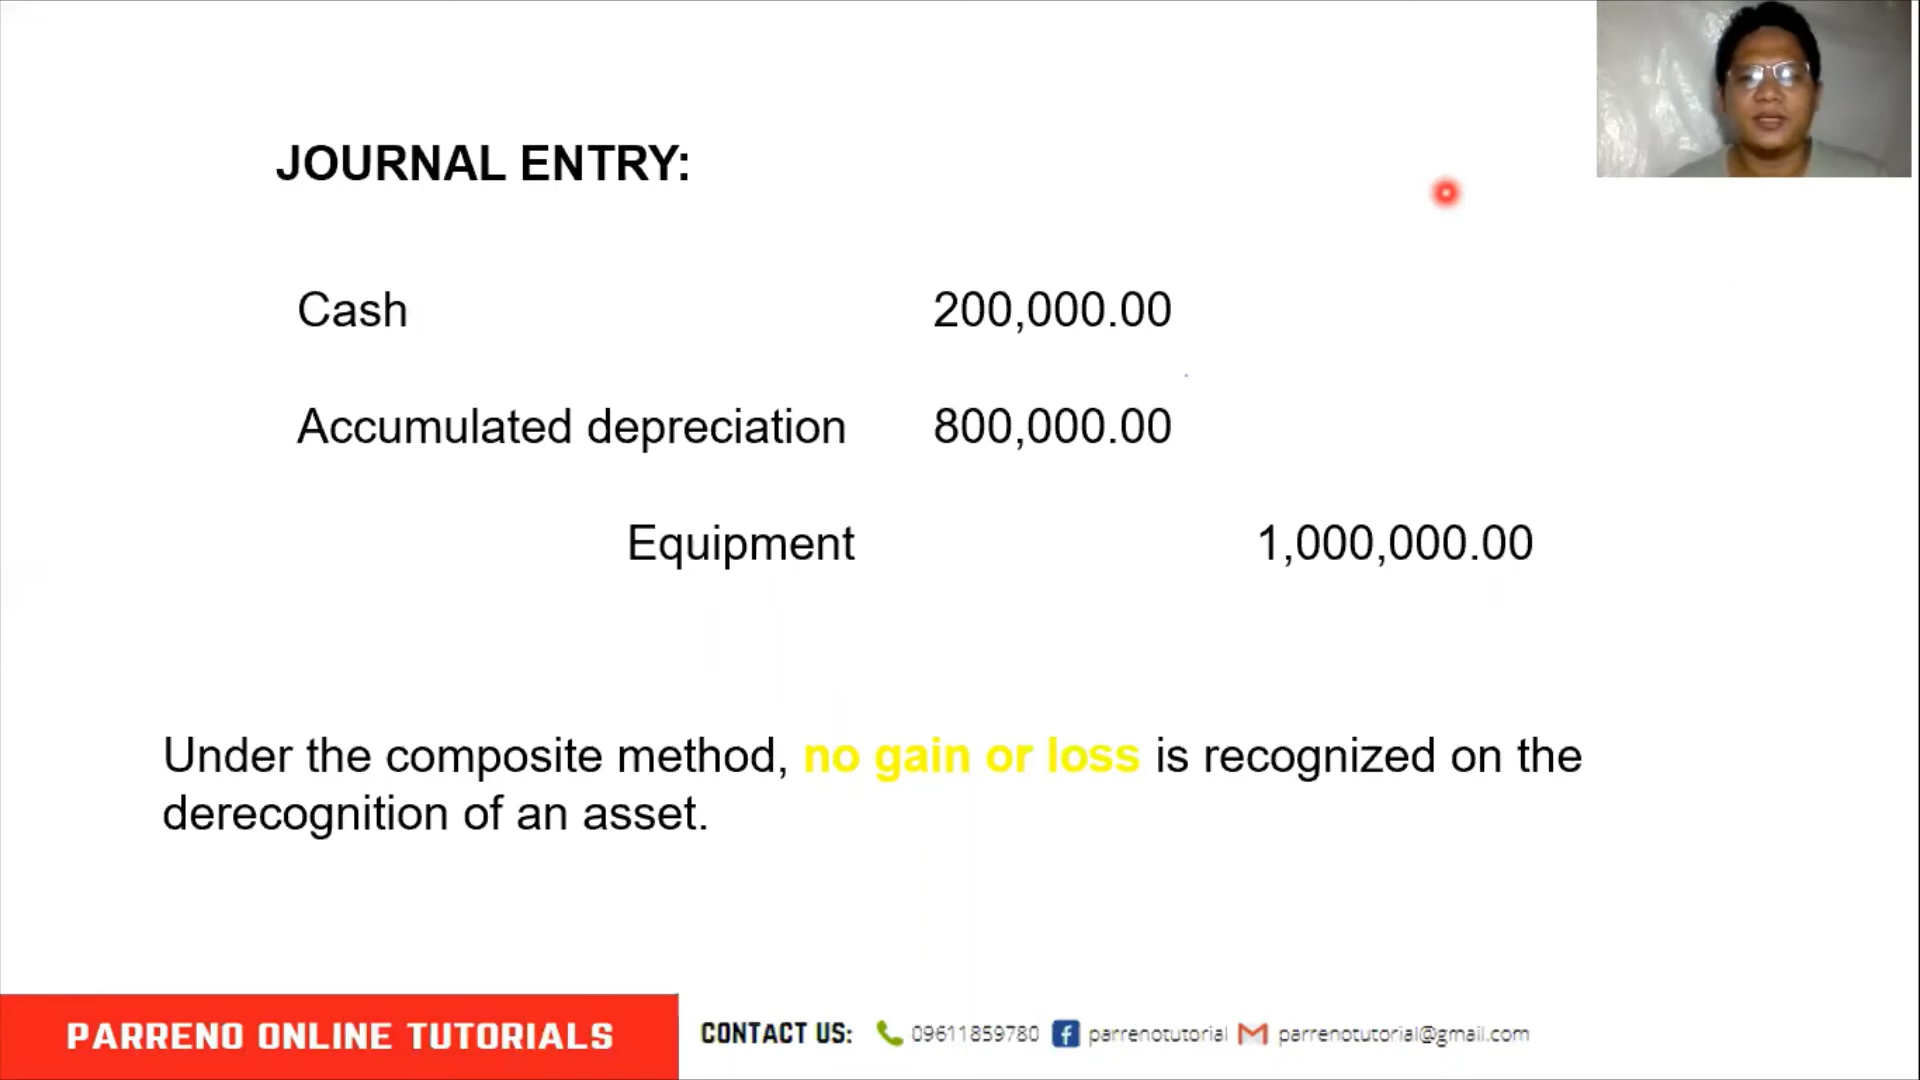 JOURNAL ENTRY:
Cash 200,000.00
Accumulated depreciation 800,000.00
Equipment 1,000,000.00
Under the composite method, no gain or loss is recognized on the
derecognition of an asset.
PARRENO ONLINE TUTORIALS CONTACT US: 09611859780 parrenotutorial parrenotutorial@gmail.com